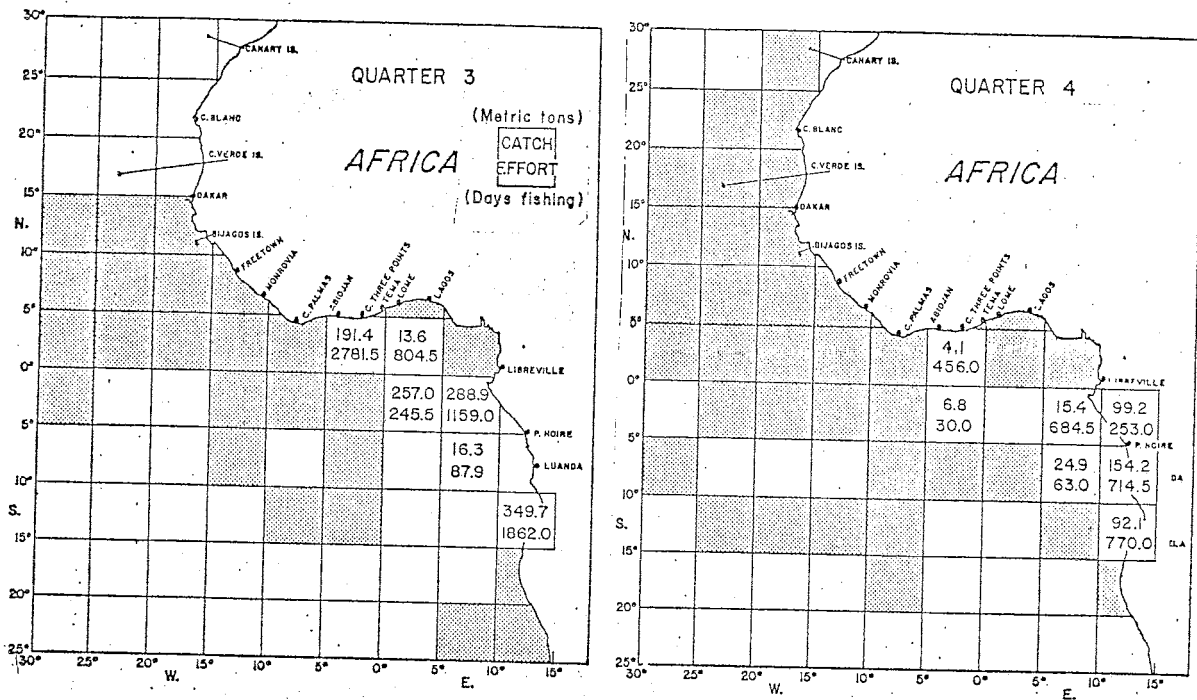 30°
25°
20°
15°
N.
10°
5°
0°
5°
10°
S.
15°
20°
25°
30°
25°
20°
15°
10°
5°
0°
5°
10°
15°
W.
E.
QUARTER 3
(Metric tons)
CATCH
EFFORT
(Days fishing)
AFRICA
CANARY IS.
C. BLANC
C. VERDE IS.
DAKAR
BIJAGOS IS.
FREETOWN
MONROVIA
C. PALMAS
ABIDJAN
C. THREE POINTS
TEMA
LOME
LAGOS
LIBREVILLE
P. NOIRE
LUANDA
191.4
2781.5
13.6
804.5
257.0
245.5
288.9
1159.0
16.3
87.9
349.7
1862.0
30°
25°
20°
15°
N.
10°
5°
0°
5°
10°
S.
15°
20°
25°
30°
25°
20°
15°
10°
5°
0°
5°
10°
15°
W.
E.
QUARTER 4
AFRICA
CANARY IS.
C. BLANC
C. VERDE IS.
DAKAR
BIJAGOS IS.
FREETOWN
MONROVIA
C. PALMAS
ABIDJAN
C. THREE POINTS
TEMA
LOME
LAGOS
LIBREVILLE
P. NOIRE
DA
4.1
456.0
6.8
30.0
15.4
684.5
99.2
253.0
24.9
63.0
154.2
714.5
92.1
770.0